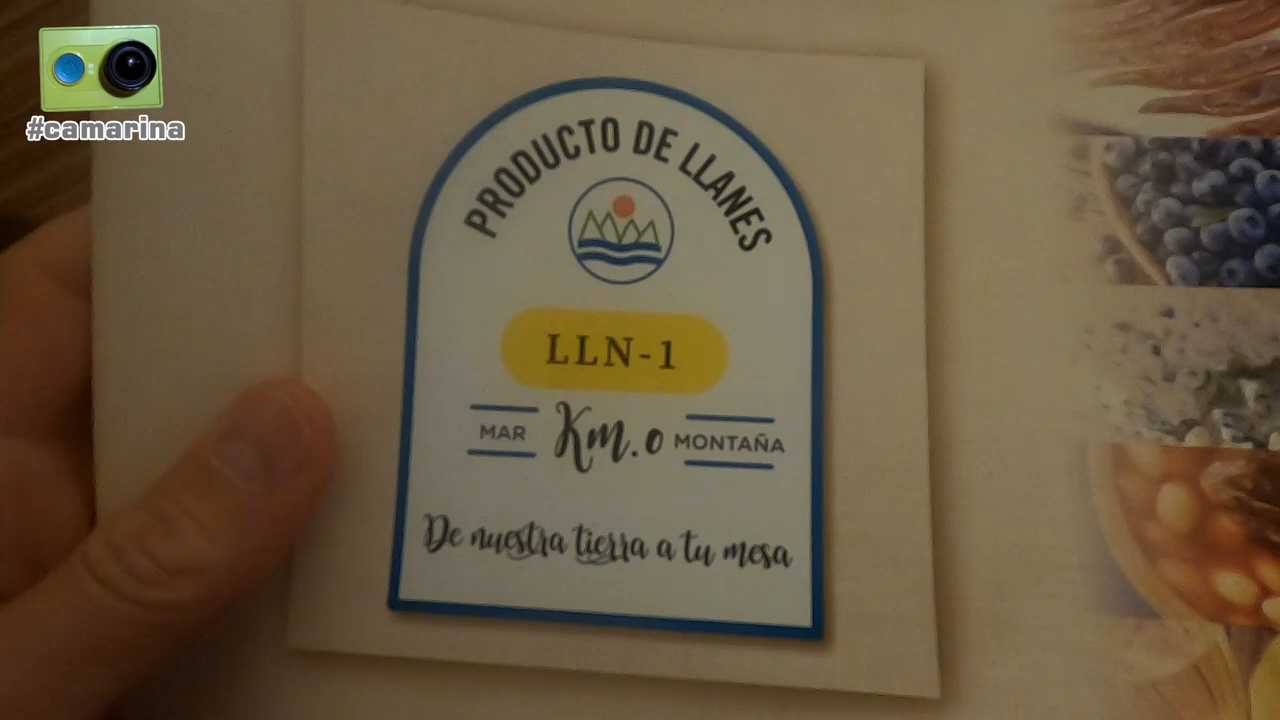 #camarina
PRODUCTO DE LLANES
LLN-1
MAR Km.0 MONTAÑA
De nuestra tierra a tu mesa